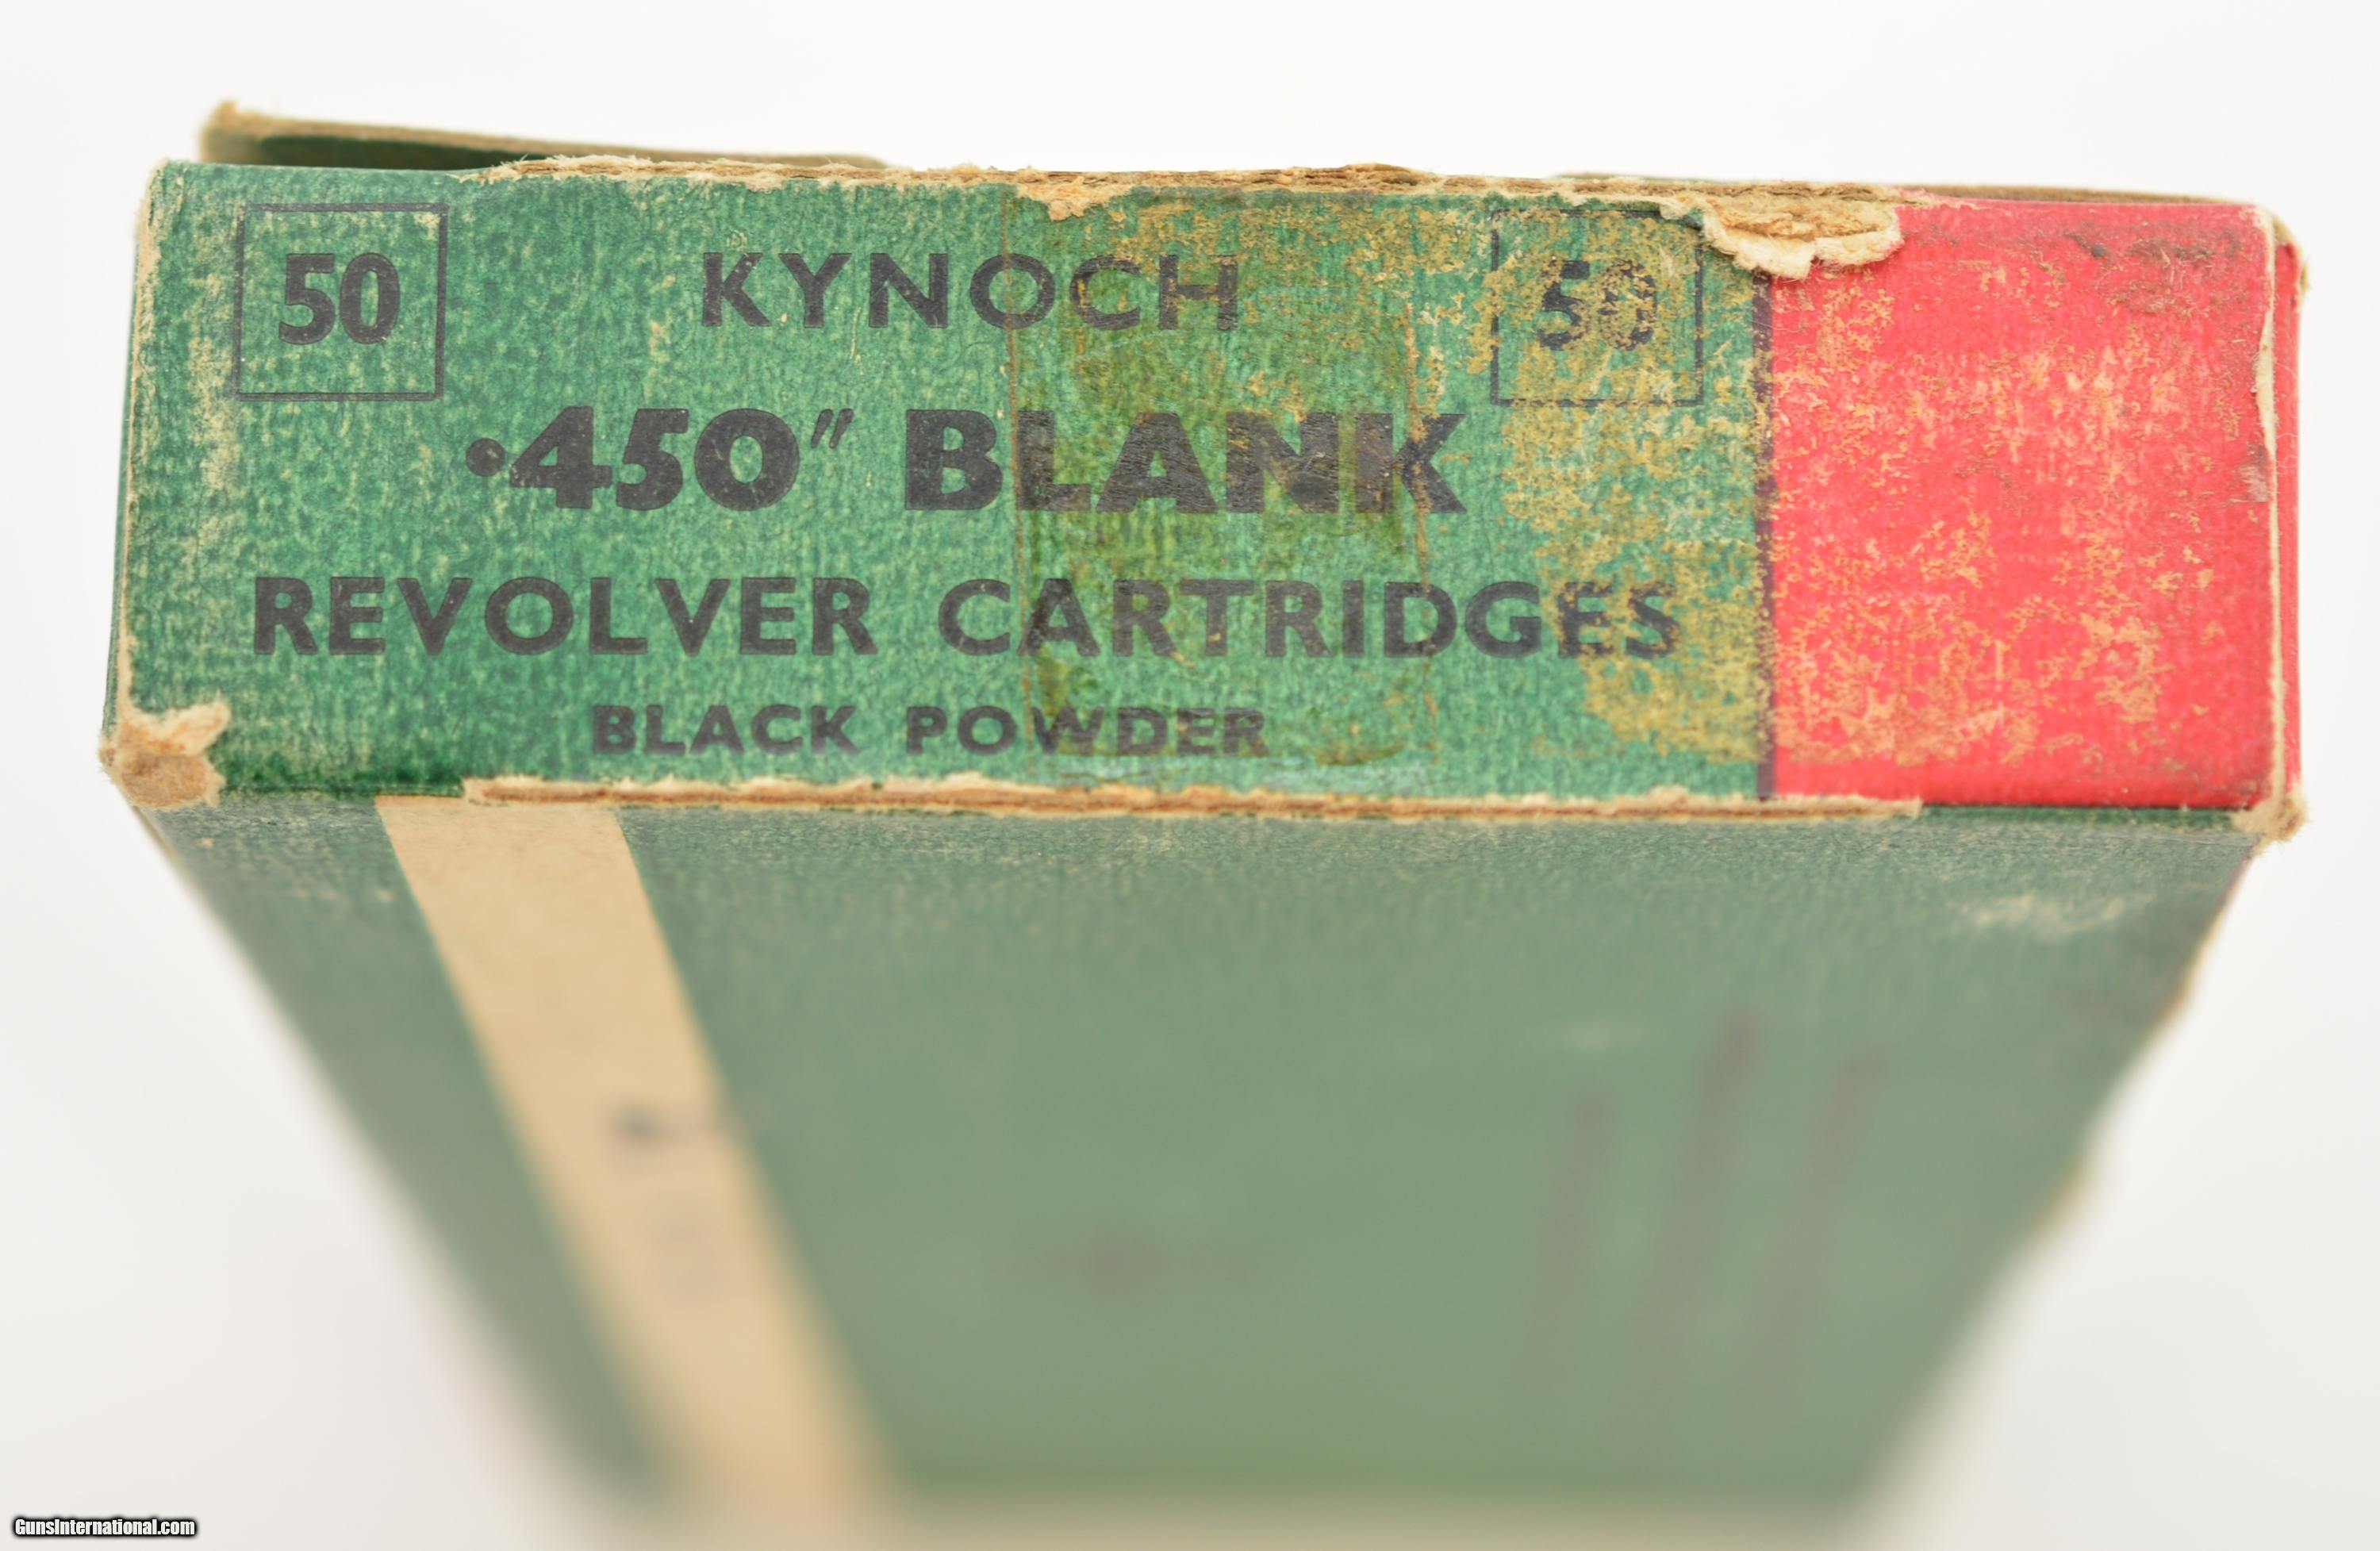 50 KYNOCH 50
·450″ BLANK
REVOLVER CARTRIDGES
BLACK POWDER
GunsInternational.com